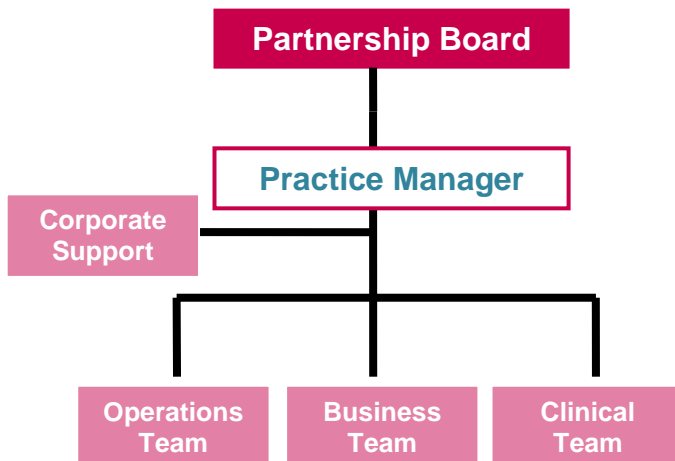 Partnership Board
Practice Manager
Corporate
Support
Operations
Team
Business
Team
Clinical
Team